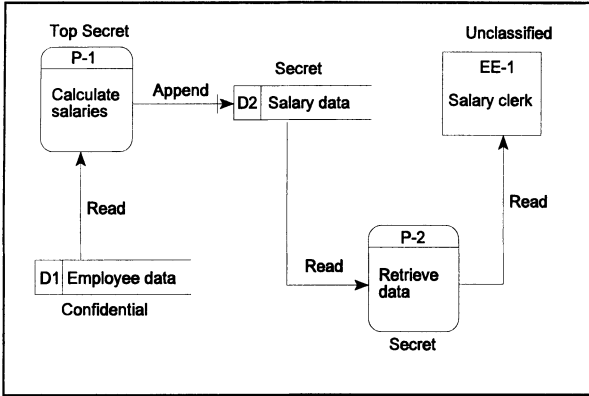 Top Secret
P-1
Calculate
salaries
Append
Secret
D2 Salary data
Unclassified
EE-1
Salary clerk
Read
D1 Employee data
Confidential
Read
P-2
Retrieve
data
Secret
Read